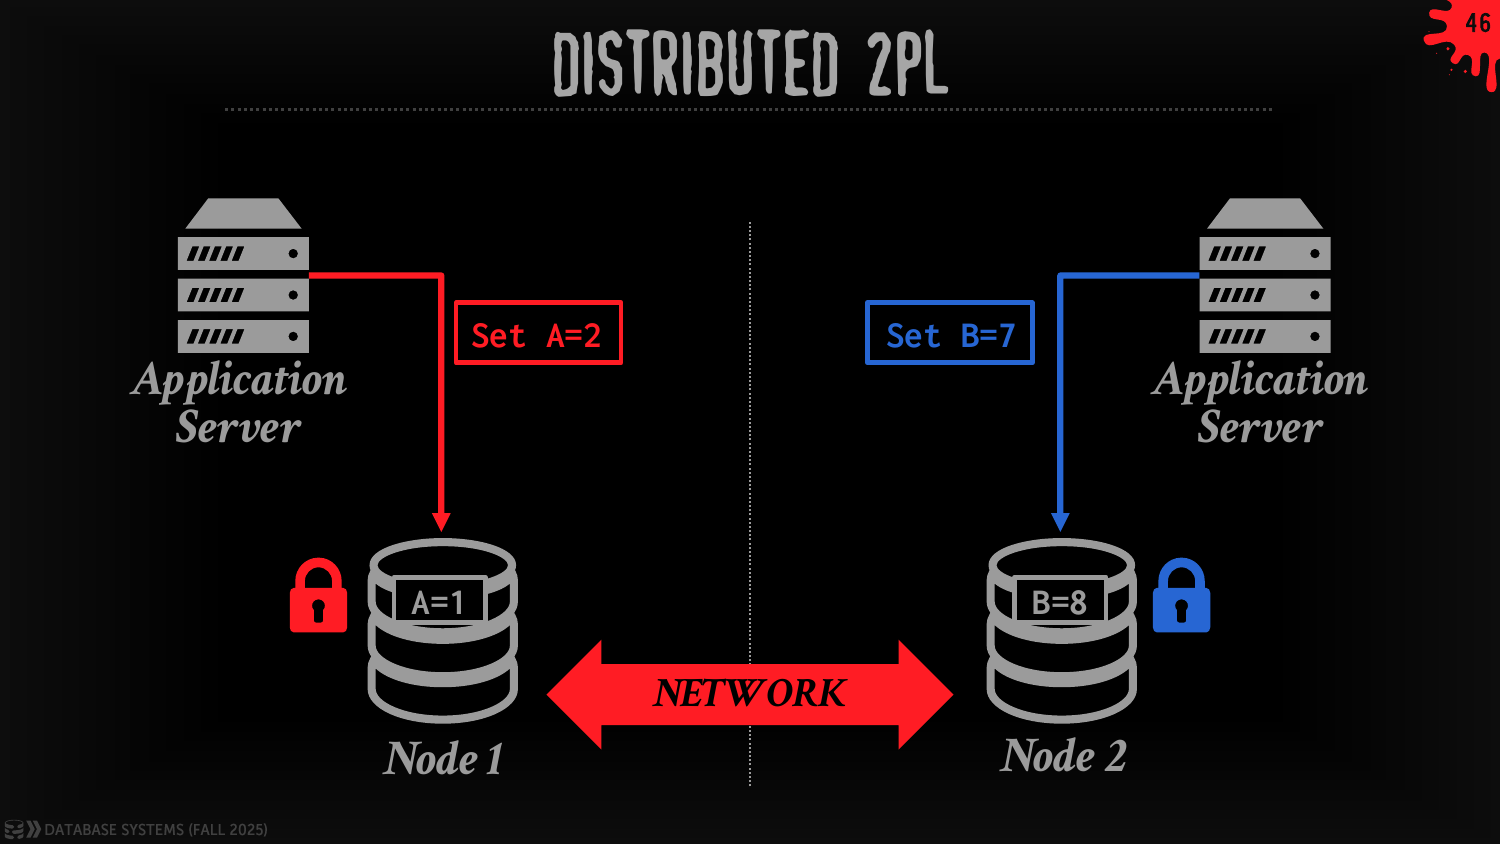 46
DISTRIBUTED 2PL
Set A=2
Set B=7
Application
Server
Application
Server
A=1
B=8
NETWORK
Node 1
Node 2
DATABASE SYSTEMS (FALL 2025)